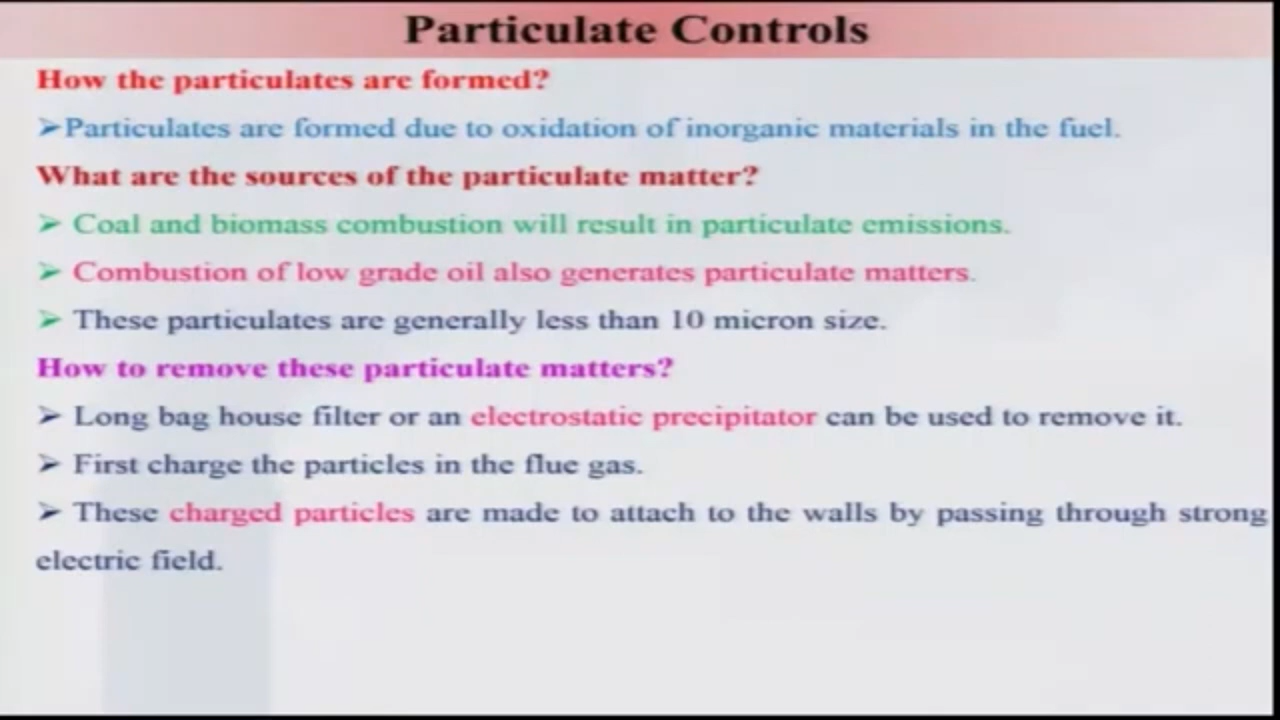 Particulate Controls
How the particulates are formed?
➢Particulates are formed due to oxidation of inorganic materials in the fuel.
What are the sources of the particulate matter?
➢ Coal and biomass combustion will result in particulate emissions.
➢ Combustion of low grade oil also generates particulate matters.
➢ These particulates are generally less than 10 micron size.
How to remove these particulate matters?
➢ Long bag house filter or an electrostatic precipitator can be used to remove it.
➢ First charge the particles in the flue gas.
➢ These charged particles are made to attach to the walls by passing through strong
electric field.